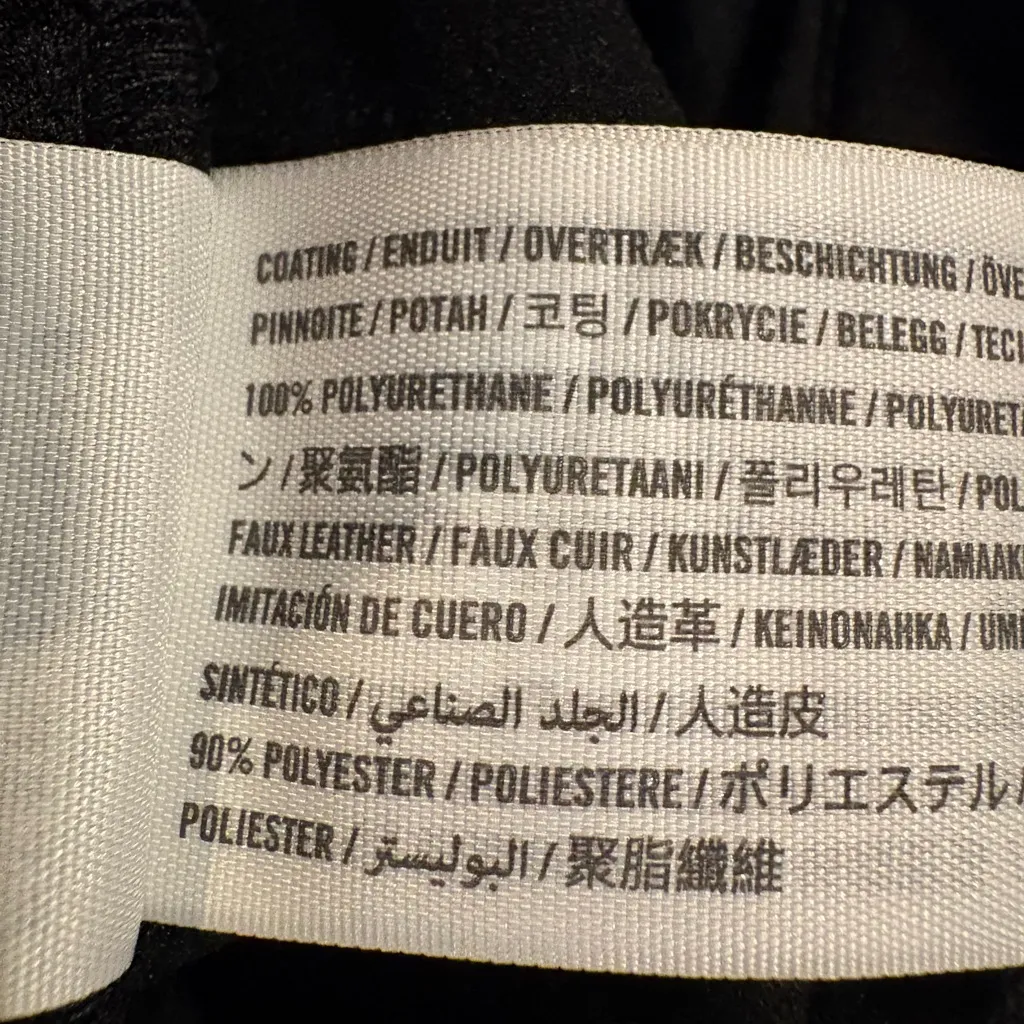 COATING / ENDUIT / OVERTRÆK / BESCHICHTUNG /
PINNOITE / POTAH / 코팅 / POKRYCIE / BELEGG /
100% POLYURETHANE / POLYURÉTHANNE /
ン / 聚氨酯 / POLYURETAANI / 폴리우레탄 /
FAUX LEATHER / FAUX CUIR / KUNSTLÆDER /
IMITACIÓN DE CUERO / 人造革 / KEINONAHKA /
SINTÉTICO / الجلد الصناعي / 人造皮
90% POLYESTER / POLIESTERE / ポリエステル
POLIESTER / البوليستر / 聚脂纖維